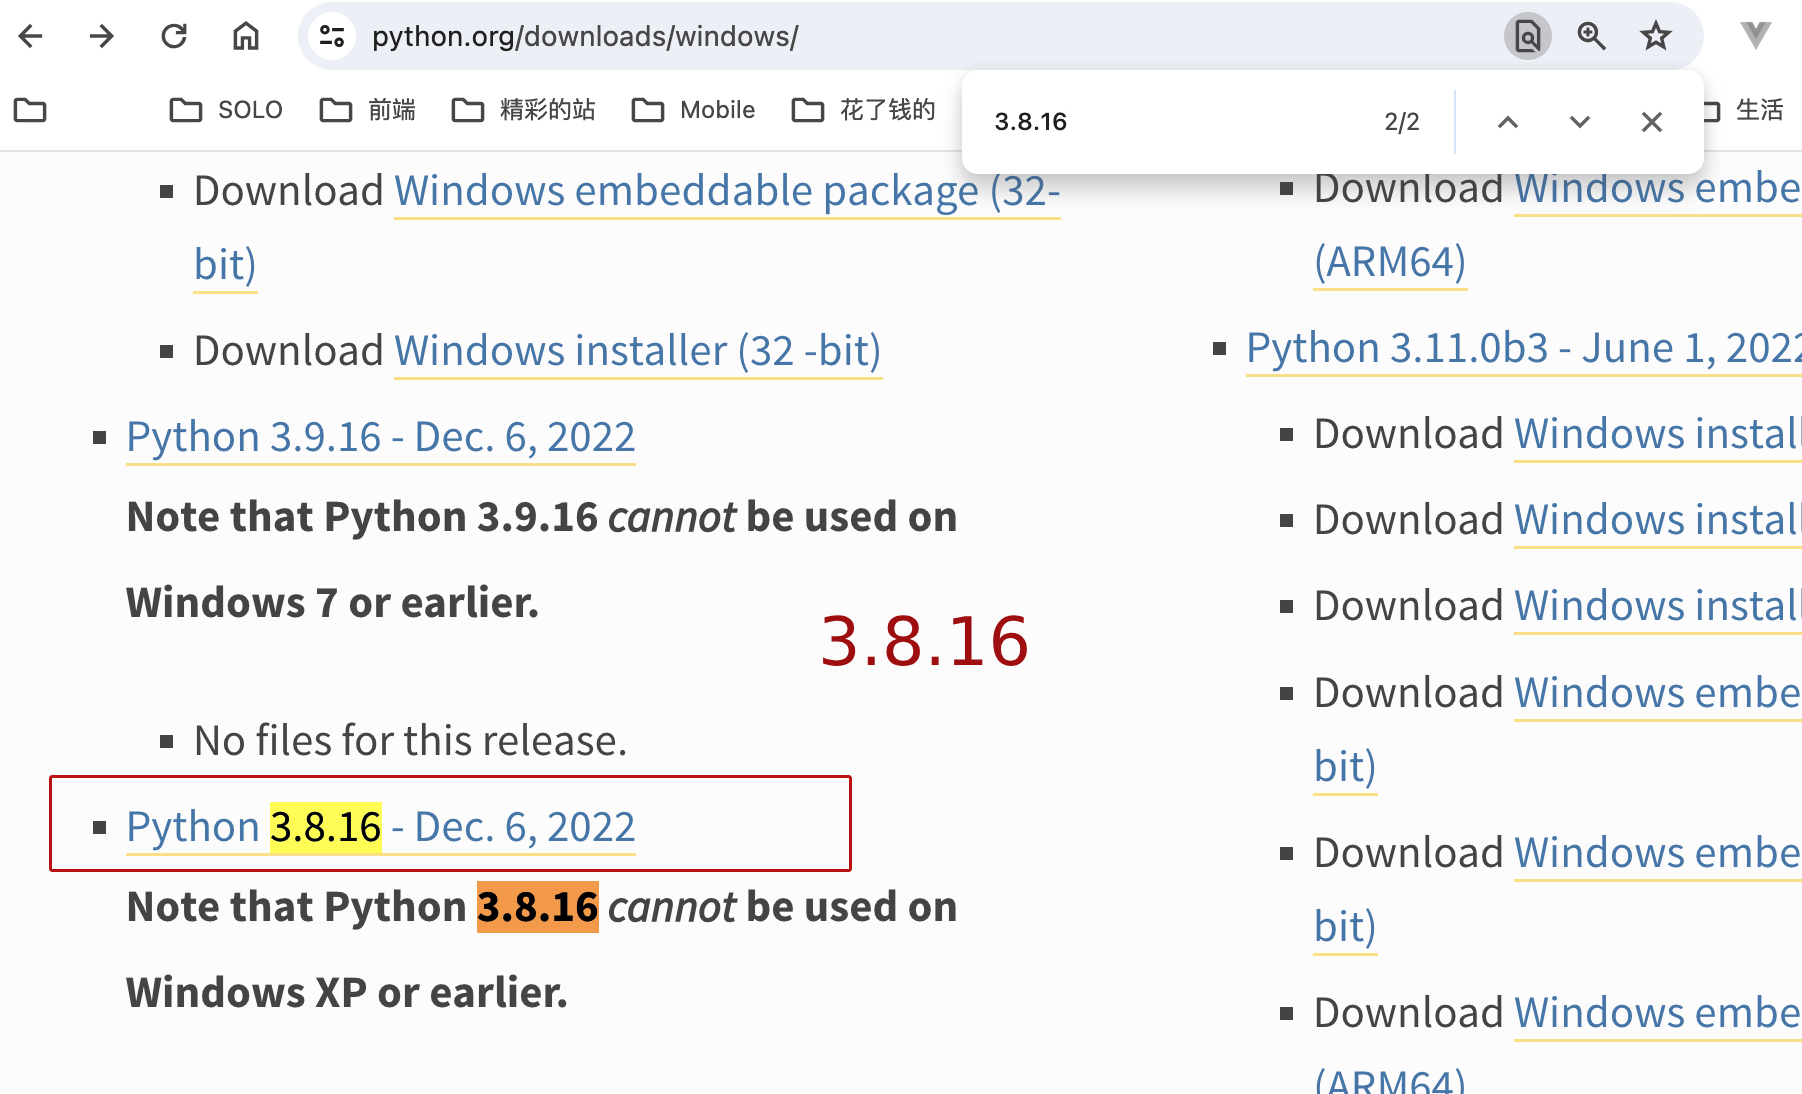 python.org/downloads/windows/
SOLO
前端
精彩的站
Mobile
花了钱的
生活
3.8.16
2/2
Download Windows embeddable package (32-
bit)
Download Windows installer (32 -bit)
Python 3.9.16 - Dec. 6, 2022
Note that Python 3.9.16 cannot be used on
Windows 7 or earlier.
3.8.16
No files for this release.
Python 3.8.16 - Dec. 6, 2022
Note that Python 3.8.16 cannot be used on
Windows XP or earlier.
Download Windows embe
(ARM64)
Python 3.11.0b3 - June 1, 2022
Download Windows install
Download Windows install
Download Windows install
Download Windows embe
bit)
Download Windows embe
bit)
Download Windows embe
(ARM64)